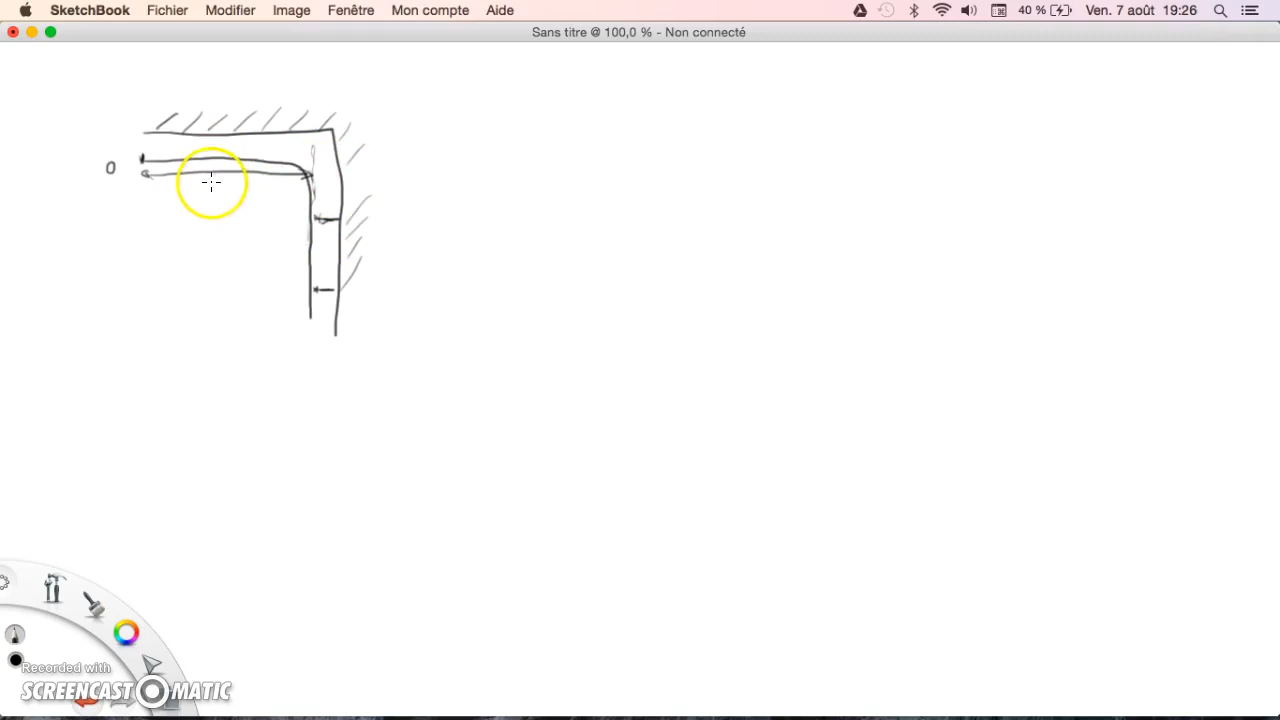 SketchBook Fichier Modifier Image Fenêtre Mon compte Aide 40 % Ven. 7 août 19:26
Sans titre @ 100,0 % - Non connecté
0
Recorded with
SCREENCAST MATIC